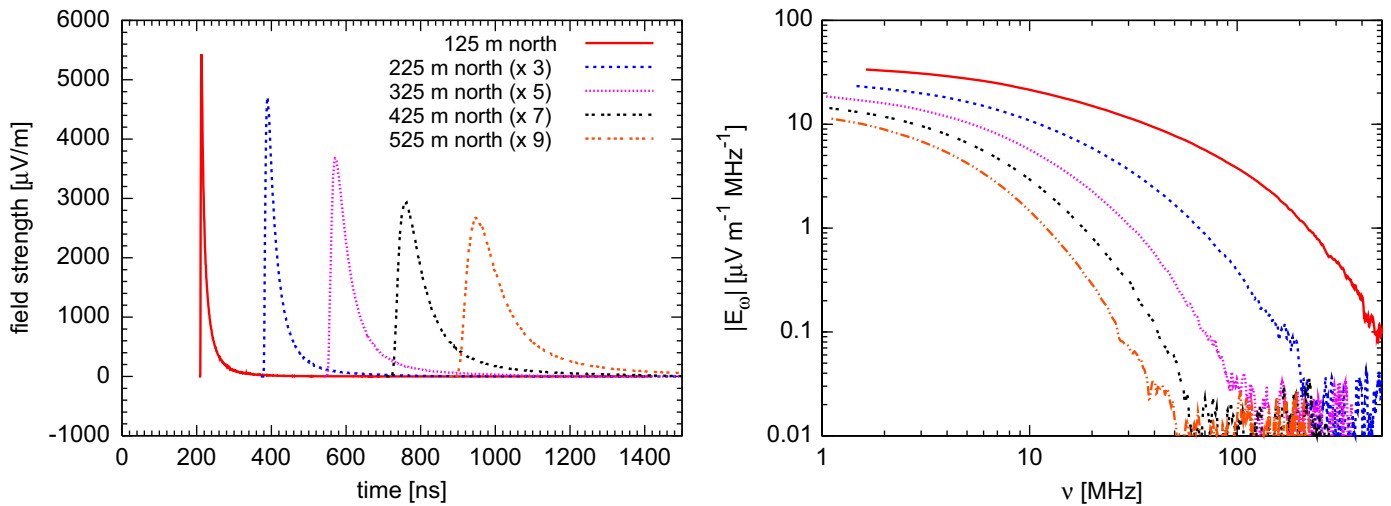 6000
5000
4000
3000
2000
1000
0
-1000
field strength [μV/m]
0 200 400 600 800 1000 1200 1400
time [ns]
125 m north
225 m north (x 3)
325 m north (x 5)
425 m north (x 7)
525 m north (x 9)
100
10
1
0.1
0.01
|Eω| [μV m⁻¹ MHz⁻¹]
1 10 100
ν [MHz]